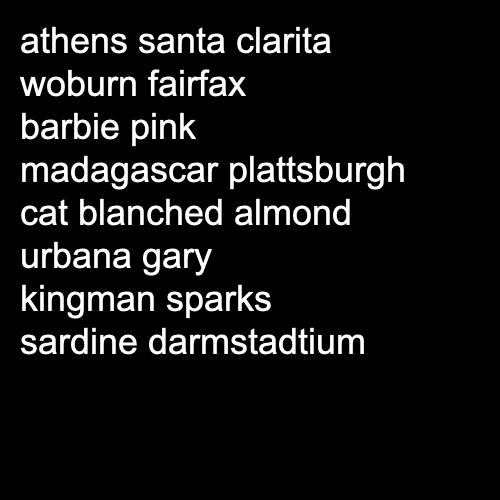 athens santa clarita
woburn fairfax
barbie pink
madagascar plattsburgh
cat blanched almond
urbana gary
kingman sparks
sardine darmstadtium